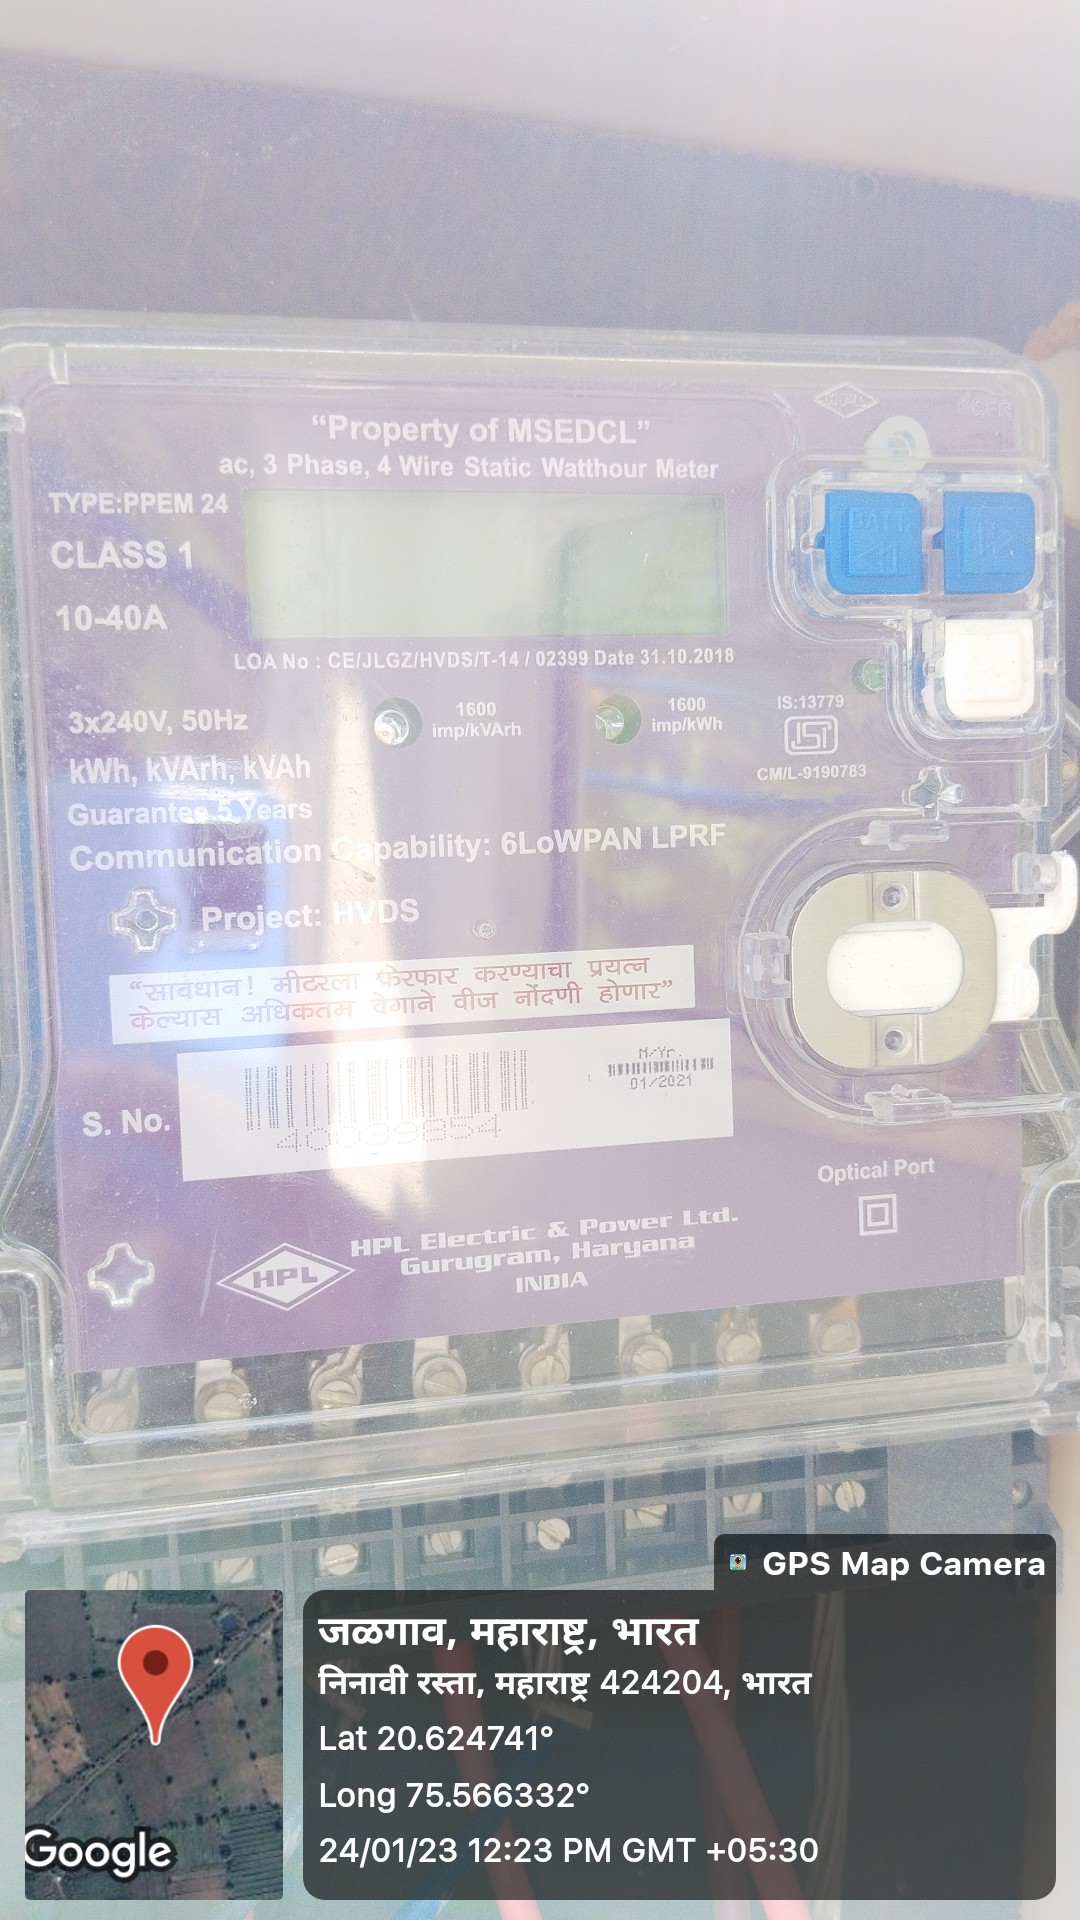 “Property of MSEDCL”
ac, 3 Phase, 4 Wire Static Watthour Meter
TYPE:PPEM 24
CLASS 1
10-40A
LOA No : CE/JLGZ/HVDS/T-14 / 02399 Date 31.10.2018
3x240V, 50Hz
1600
imp/kVArh
1600
imp/kWh
IS:13779
ISI
CM/L-9190783
kWh, kVArh, kVAh
Guarantee 5 Years
Communication Capability: 6LoWPAN LPRF
Project: HVDS
“सावधान! मीटरला फेरफार करण्याचा प्रयत्न
केल्यास अधिकतम वेगाने वीज नोंदणी होणार”
M/Yr.
01/2021
S. No.
Optical Port
HPL
HPL Electric & Power Ltd.
Gurugram, Haryana
INDIA
BATT
GPS Map Camera
जळगाव, महाराष्ट्र, भारत
निनावी रस्ता, महाराष्ट्र 424204, भारत
Lat 20.624741°
Long 75.566332°
24/01/23 12:23 PM GMT +05:30
Google